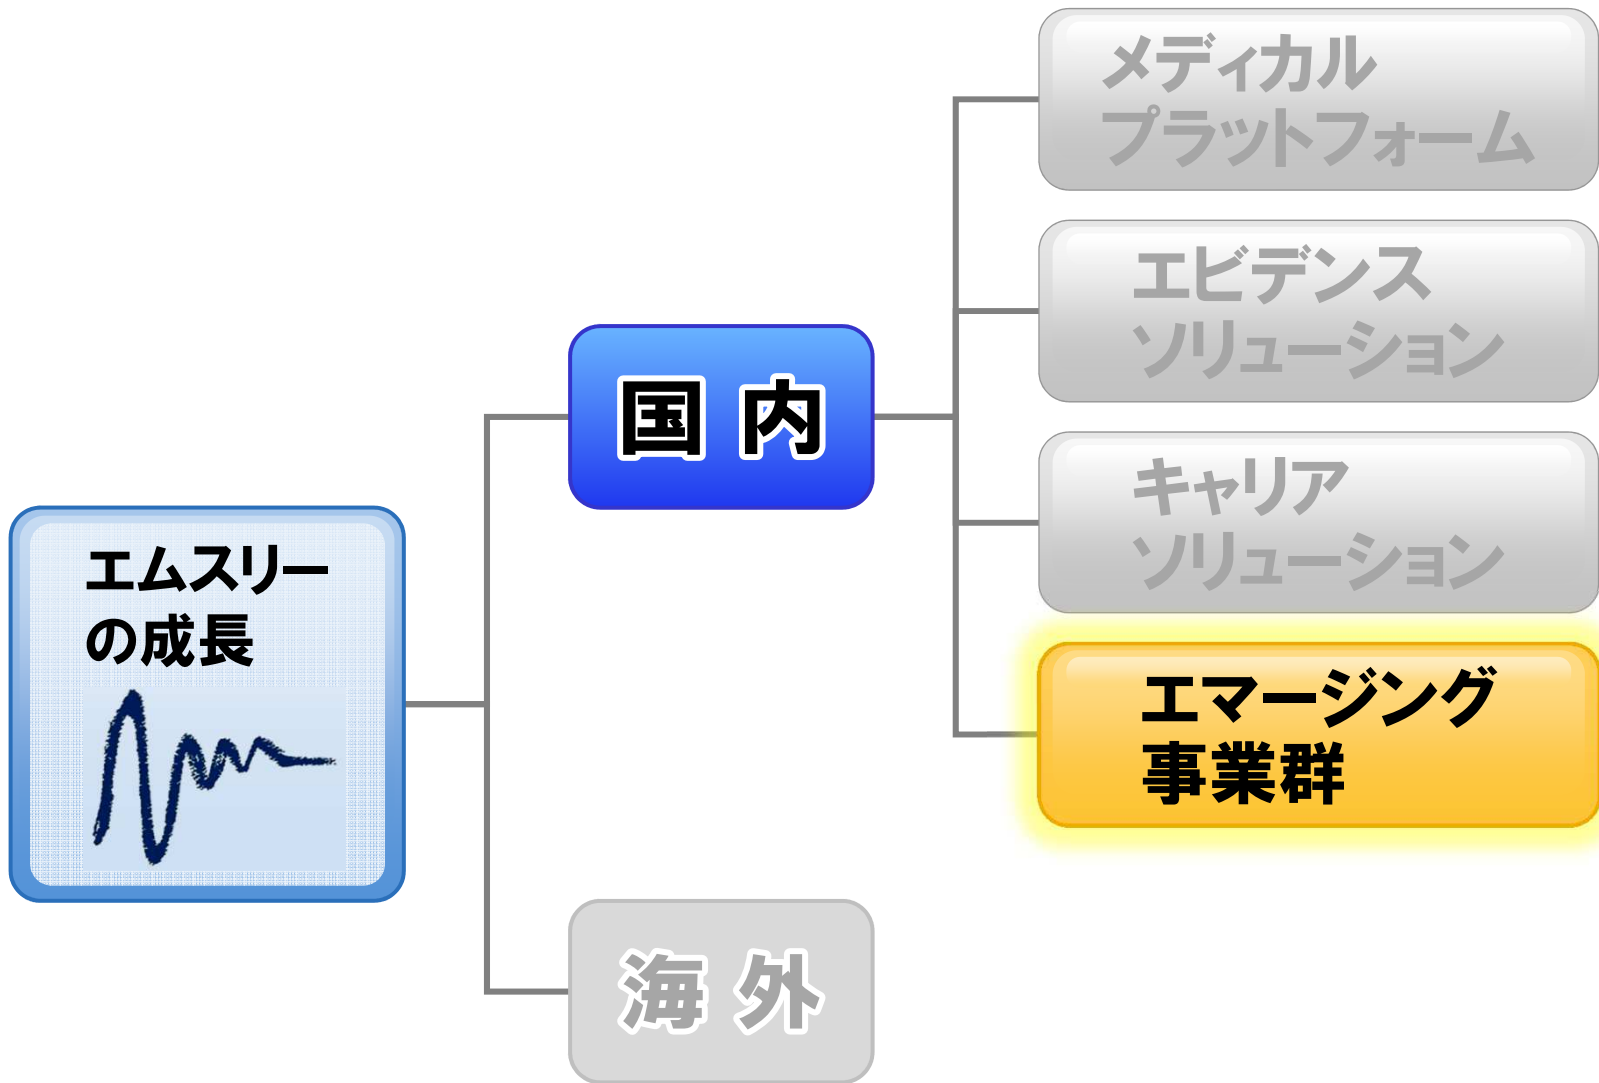 メディカル
プラットフォーム
エビデンス
ソリューション
国内
キャリア
ソリューション
エムスリー
の成長
エマージング
事業群
海外